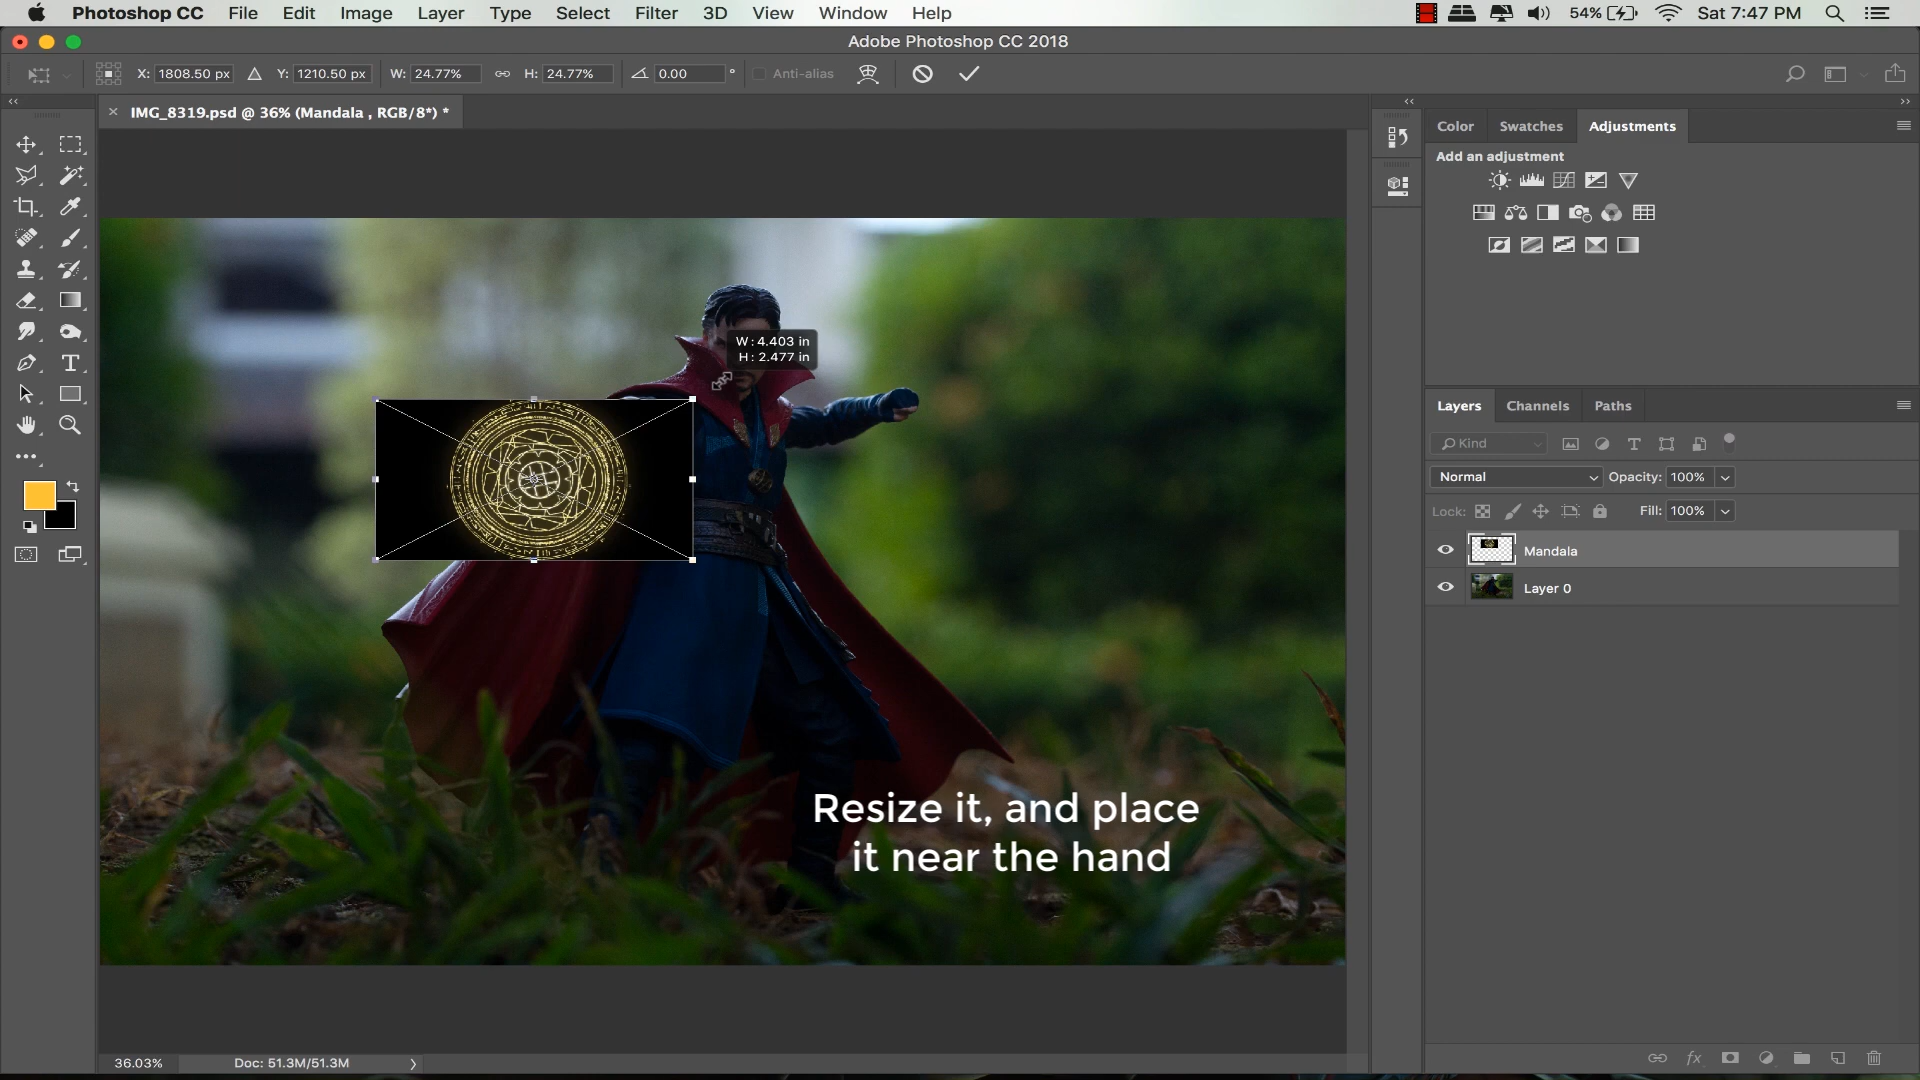 Photoshop CC File Edit Image Layer Type Select Filter 3D View Window Help 54% Sat 7:47 PM
Adobe Photoshop CC 2018
X: 1808.50 px Y: 1210.50 px W: 24.77% H: 24.77% 0.00 ° Anti-alias
IMG_8319.psd @ 36% (Mandala , RGB/8*) *
Color Swatches Adjustments
Add an adjustment
W: 4.403 in
H: 2.477 in
Layers Channels Paths
Kind
Normal Opacity: 100%
Lock: Fill: 100%
Mandala
Layer 0
Resize it, and place
it near the hand
36.03% Doc: 51.3M/51.3M